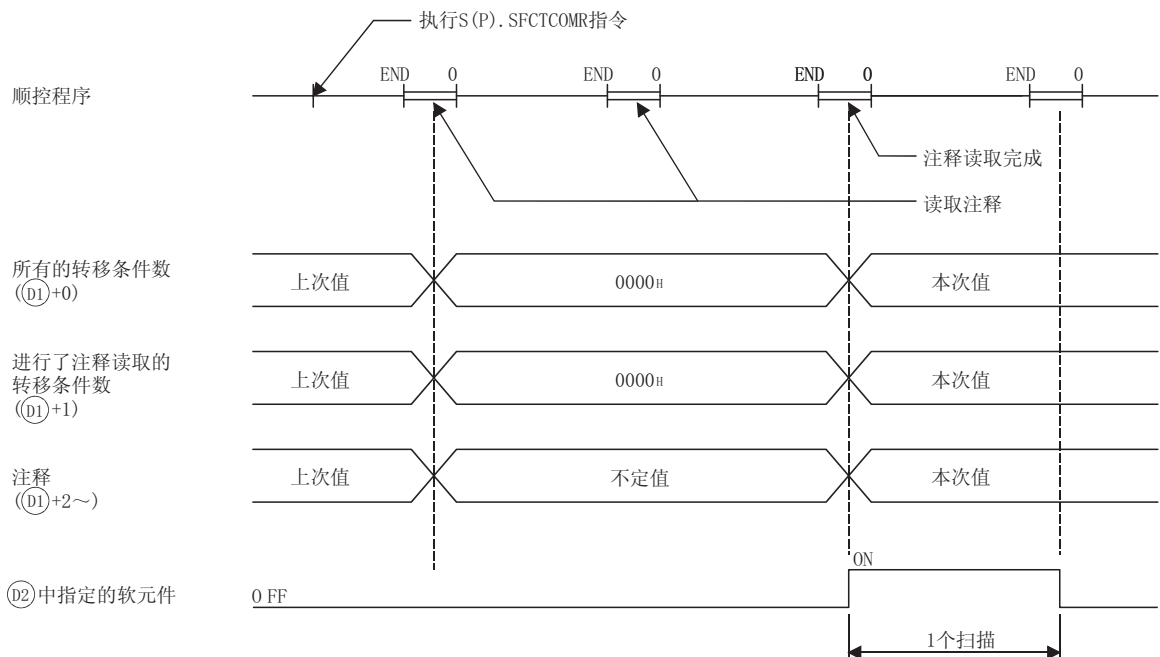 执行S(P).SFCTCOMR指令
END 0 END 0 END 0 END 0
顺控程序
注释读取完成
读取注释
所有的转移条件数
(D1+0)
上次值 0000H 本次值
进行了注释读取的
转移条件数
(D1+1)
上次值 0000H 本次值
注释
(D1+2～)
上次值 不定值 本次值
ON
D2中指定的软元件
OFF
1个扫描